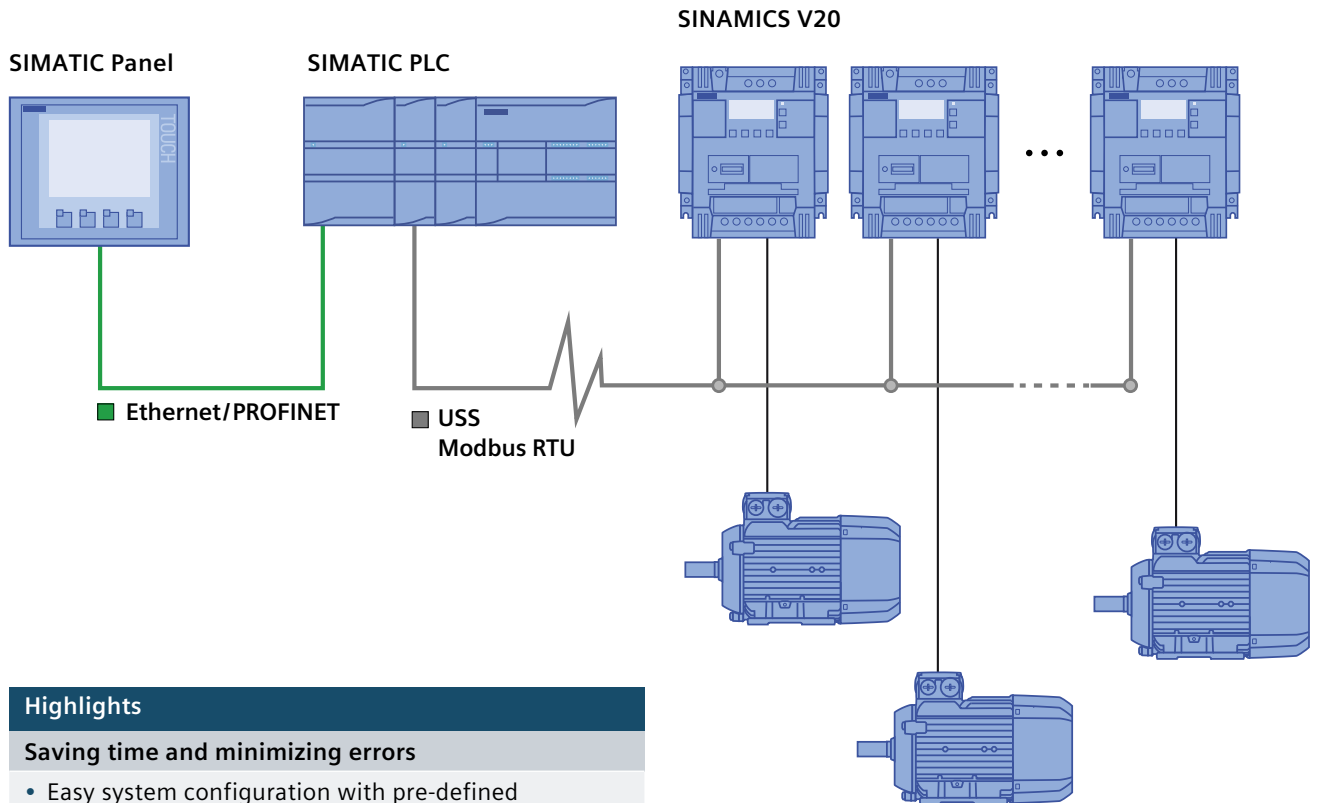 SINAMICS V20
SIMATIC Panel
SIMATIC PLC
TOUCH
...
Ethernet/PROFINET
USS
Modbus RTU
Highlights
Saving time and minimizing errors
• Easy system configuration with pre-defined